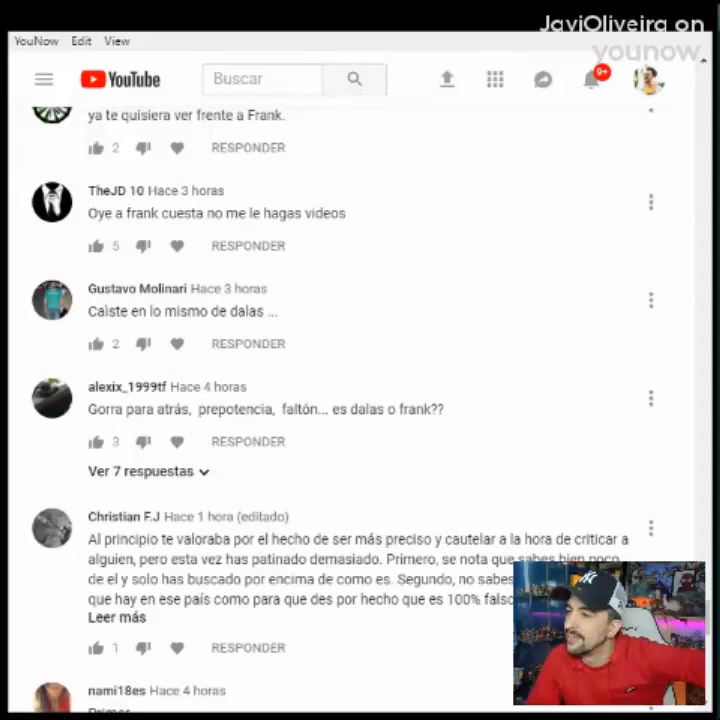 JaviOliveira on
younow
YouNow Edit View
YouTube
Buscar
9+
ya te quisiera ver frente a Frank.
2 RESPONDER
TheJD 10 Hace 3 horas
Oye a frank cuesta no me le hagas videos
5 RESPONDER
Gustavo Molinari Hace 3 horas
Caìste en lo mismo de dalas ...
2 RESPONDER
alexix_1999tf Hace 4 horas
Gorra para atrás, prepotencia, faltón... es dalas o frank??
3 RESPONDER
Ver 7 respuestas
Christian F.J Hace 1 hora (editado)
Al principio te valoraba por el hecho de ser más preciso y cautelar a la hora de criticar a
alguien, pero esta vez has patinado demasiado. Primero, se nota que sabes bien poco
de el y solo has buscado por encima de como es. Segundo, no sabes
que hay en ese país como para que des por hecho que es 100% falso
Leer más
1 RESPONDER
nami18es Hace 4 horas